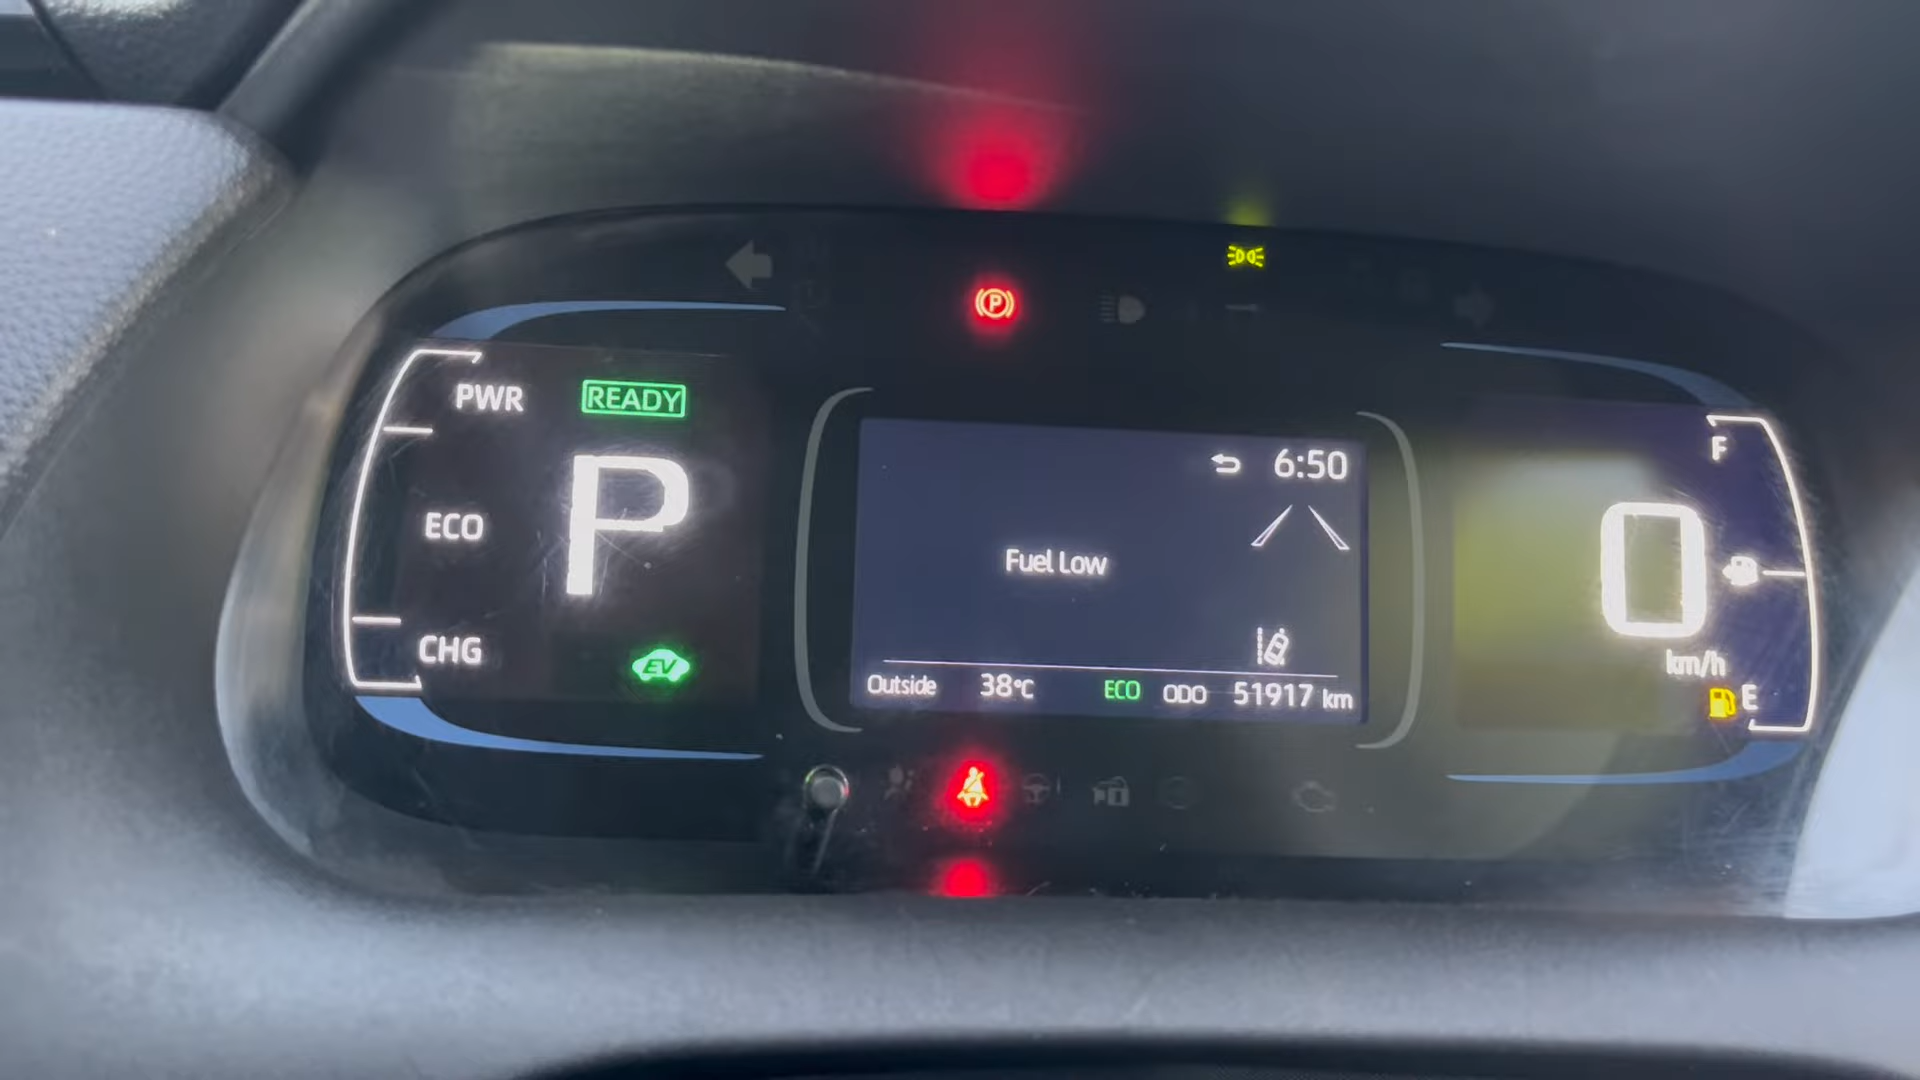 PWR
READY
P
ECO
CHG
EV
P
6:50
Fuel Low
Outside 38°C ECO ODO 51917 km
F
0
km/h
E